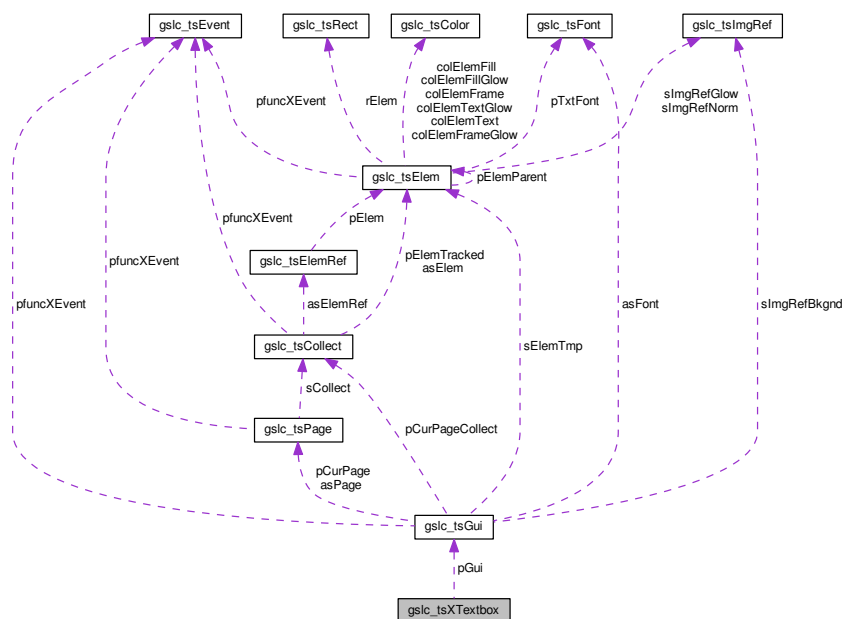 gslc_tsEvent
gslc_tsRect
gslc_tsColor
gslc_tsFont
gslc_tsImgRef
pfuncXEvent
rElem
colElemFill
colElemFillGlow
colElemFrame
colElemTextGlow
colElemText
colElemFrameGlow
pTxtFont
sImgRefGlow
sImgRefNorm
gslc_tsElem
pElemParent
pfuncXEvent
pElem
pfuncXEvent
gslc_tsElemRef
pElemTracked
asElem
pfuncXEvent
asElemRef
asFont
sImgRefBkgnd
gslc_tsCollect
sElemTmp
sCollect
gslc_tsPage
pCurPageCollect
pCurPage
asPage
gslc_tsGui
pGui
gslc_tsXTextbox